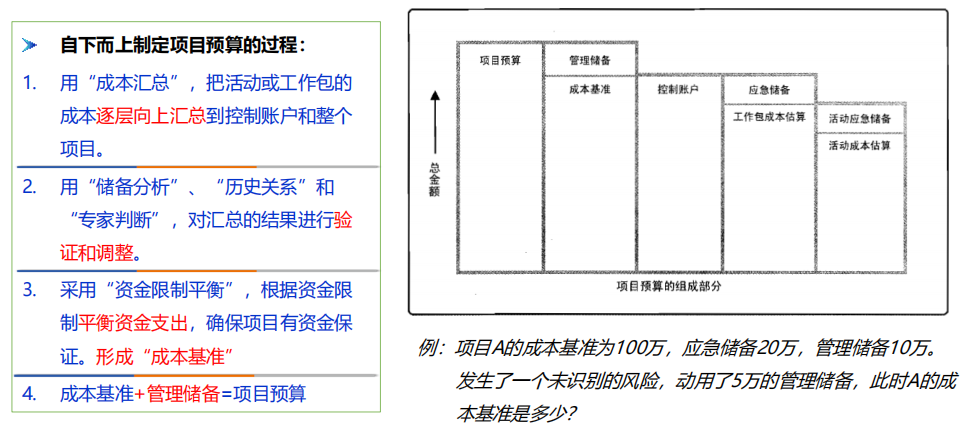 自下而上制定项目预算的过程：
1. 用“成本汇总”，把活动或工作包的
成本逐层向上汇总到控制账户和整个
项目。
2. 用“储备分析”、“历史关系”和
“专家判断”，对汇总的结果进行验
证和调整。
3. 采用“资金限制平衡”，根据资金限
制平衡资金支出，确保项目有资金保
证。形成“成本基准”
4. 成本基准+管理储备=项目预算
总金额
项目预算
管理储备
成本基准
控制账户
应急储备
工作包成本估算
活动应急储备
活动成本估算
项目预算的组成部分
例：项目A的成本基准为100万，应急储备20万，管理储备10万。
发生了一个未识别的风险，动用了5万的管理储备，此时A的成
本基准是多少？